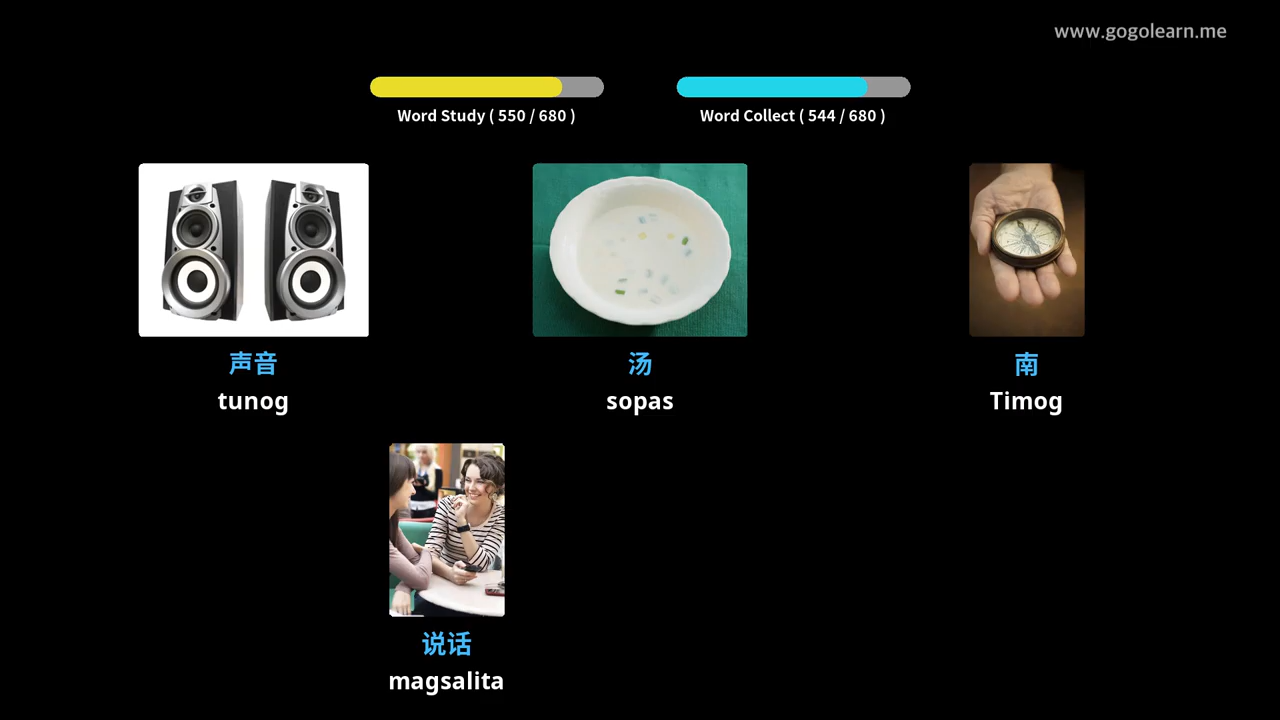 www.gogolearn.me
Word Study ( 550 / 680 )
Word Collect ( 544 / 680 )
声音
tunog
汤
sopas
南
Timog
说话
magsalita